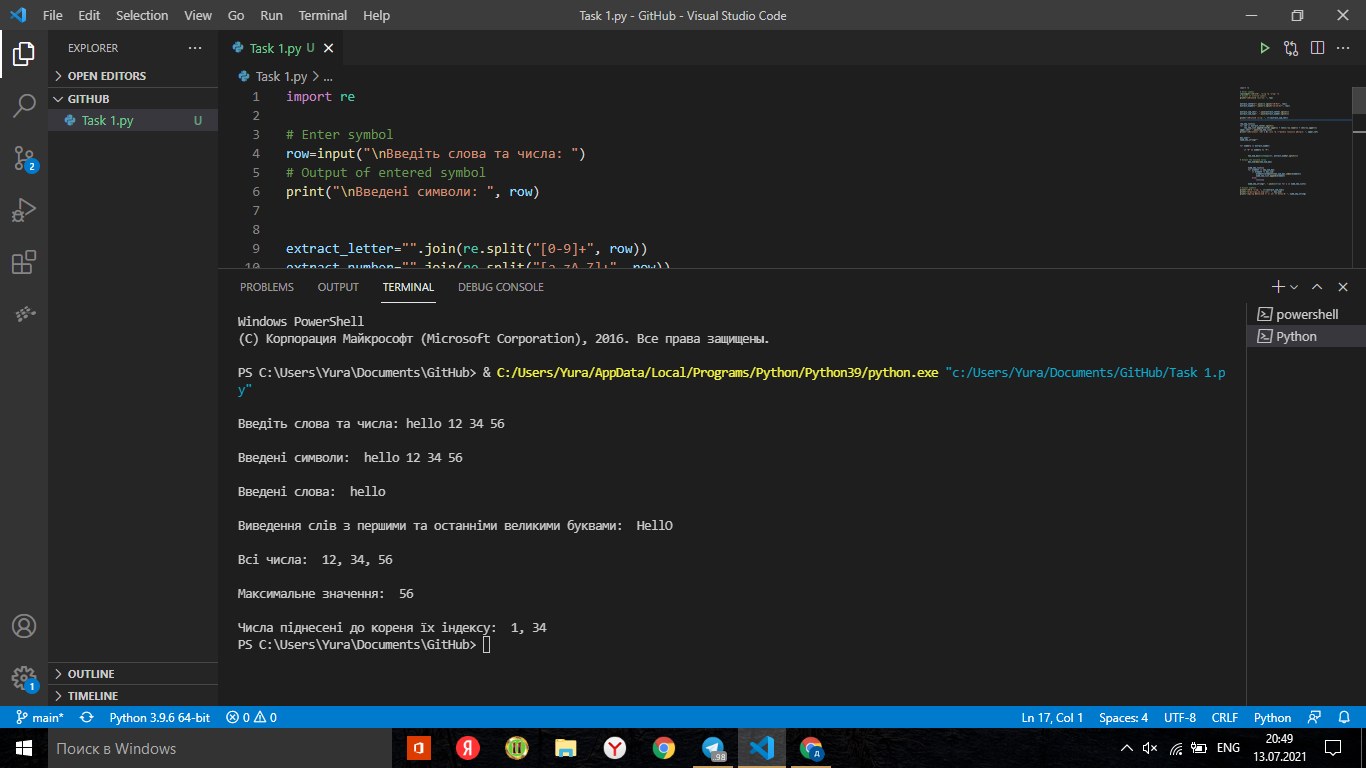 File Edit Selection View Go Run Terminal Help Task 1.py - GitHub - Visual Studio Code
EXPLORER ···
OPEN EDITORS
GITHUB
Task 1.py U
Task 1.py U
Task 1.py > ...
1 import re
2
3 # Enter symbol
4 row=input("\nВведіть слова та числа: ")
5 # Output of entered symbol
6 print("\nВведені символи: ", row)
7
8
9 extract_letter="".join(re.split("[0-9]+", row))
10 extract_number="".join(re.split("[a-zA-Z]+", row))
PROBLEMS OUTPUT TERMINAL DEBUG CONSOLE
Windows PowerShell
(C) Корпорация Майкрософт (Microsoft Corporation), 2016. Все права защищены.
PS C:\Users\Yura\Documents\GitHub> & C:/Users/Yura/AppData/Local/Programs/Python/Python39/python.exe "c:/Users/Yura/Documents/GitHub/Task 1.p
y"
Введіть слова та числа: hello 12 34 56
Введені символи:  hello 12 34 56
Введені слова:  hello
Виведення слів з першими та останніми великими буквами:  HellO
Всі числа:  12, 34, 56
Максимальне значення:  56
Числа піднесені до кореня їх індексу:  1, 34
PS C:\Users\Yura\Documents\GitHub>
powershell
Python
2
1
OUTLINE
TIMELINE
main* Python 3.9.6 64-bit 0 0 Ln 17, Col 1 Spaces: 4 UTF-8 CRLF Python
Поиск в Windows
98
ENG
20:49
13.07.2021